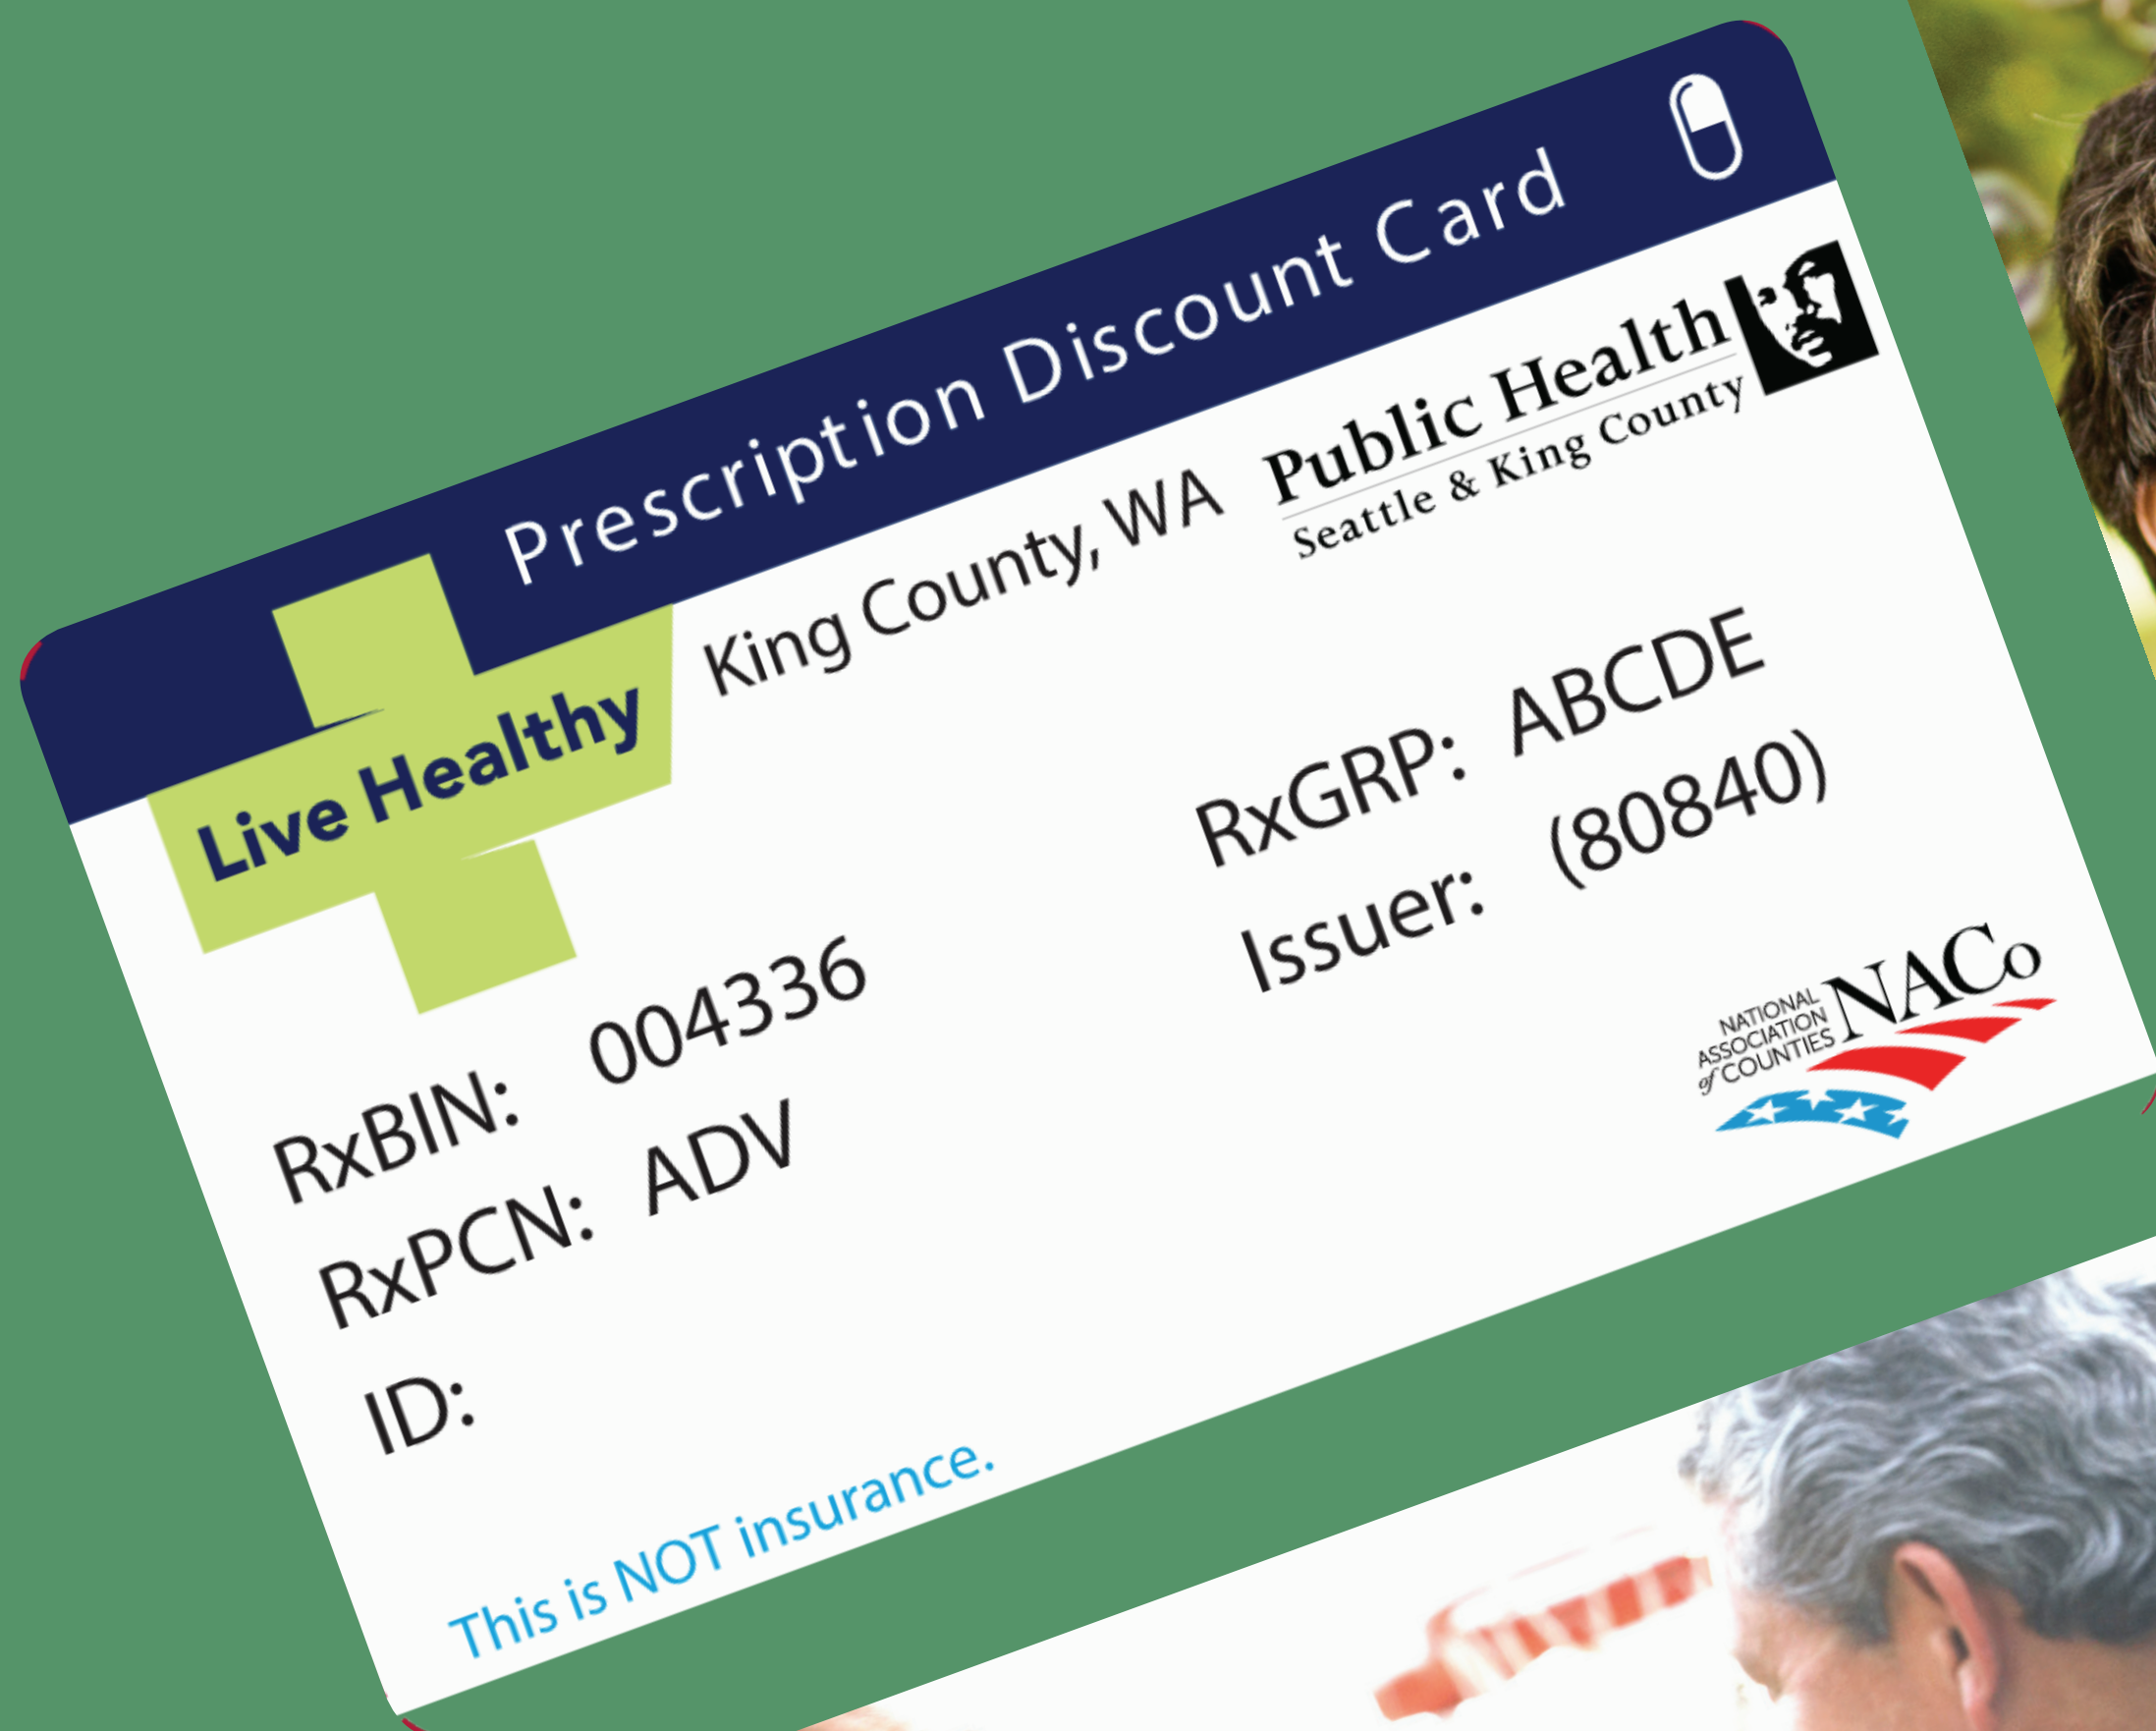 Prescription Discount Card
Live Healthy
King County, WA
Public Health
Seattle & King County
RxBIN: 004336
RxPCN: ADV
ID:
RxGRP: ABCDE
Issuer: (80840)
NATIONAL
ASSOCIATION
of COUNTIES
NACo
This is NOT insurance.